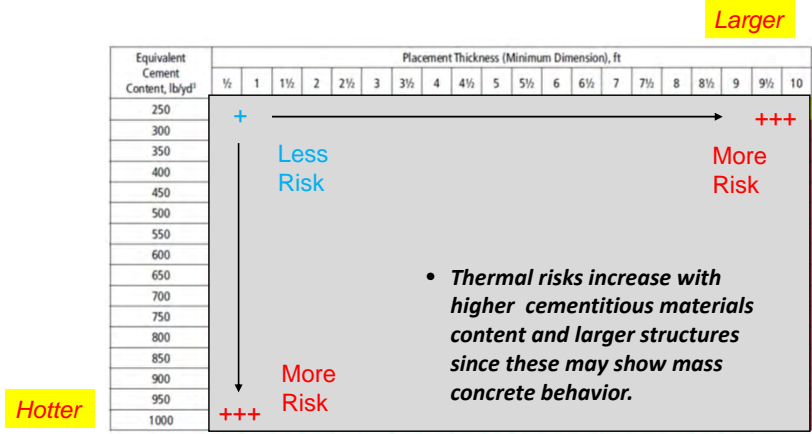 Larger
Equivalent Cement Content, lb/yd³
Placement Thickness (Minimum Dimension), ft
½ 1 1½ 2 2½ 3 3½ 4 4½ 5 5½ 6 6½ 7 7½ 8 8½ 9 9½ 10
250
300
350
400
450
500
550
600
650
700
750
800
850
900
950
1000
+
+++
Less
Risk
More
Risk
• Thermal risks increase with
higher cementitious materials
content and larger structures
since these may show mass
concrete behavior.
More
Risk
+++
Hotter